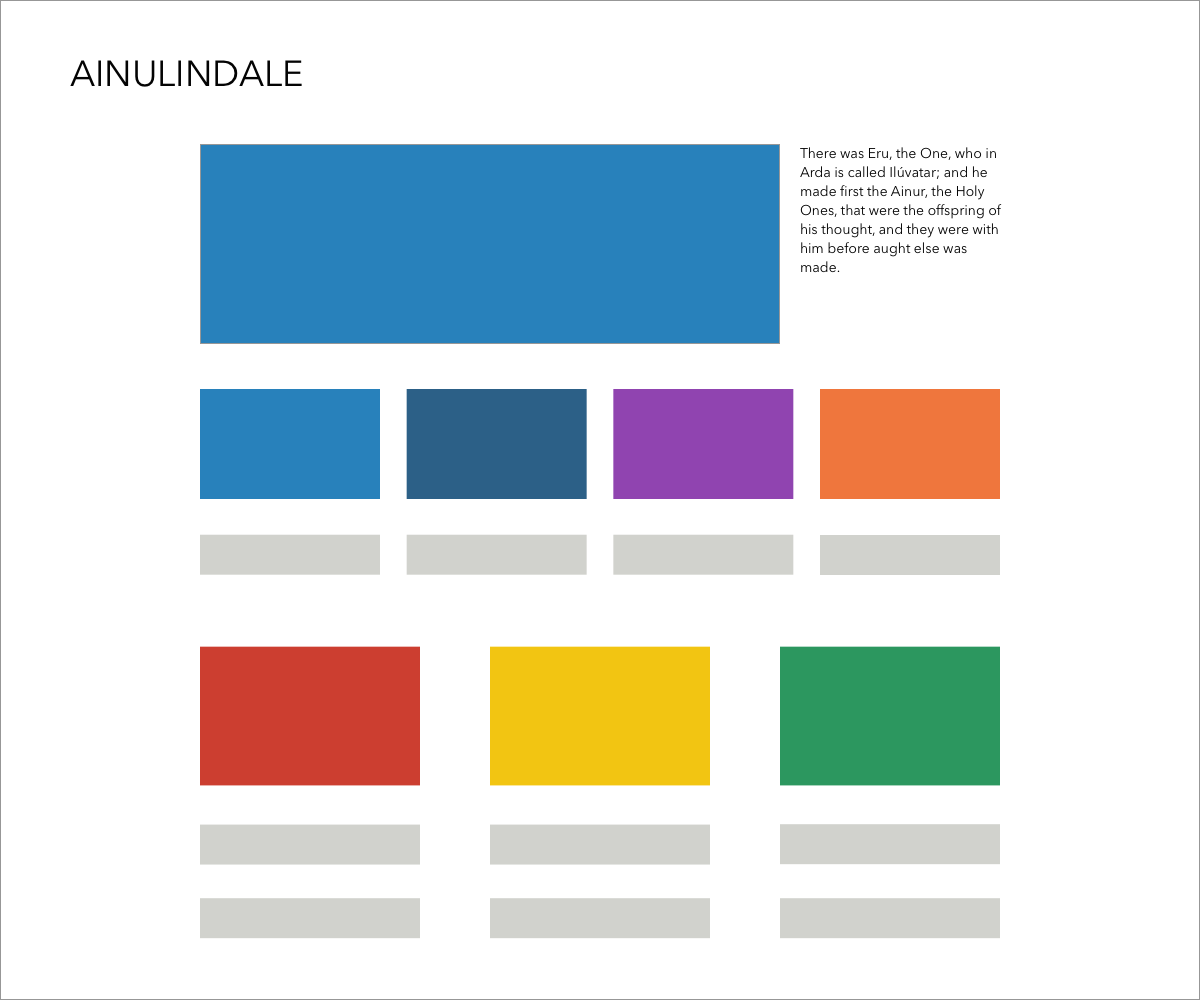 AINULINDALE
There was Eru, the One, who in
Arda is called Ilúvatar; and he
made first the Ainur, the Holy
Ones, that were the offspring of
his thought, and they were with
him before aught else was
made.